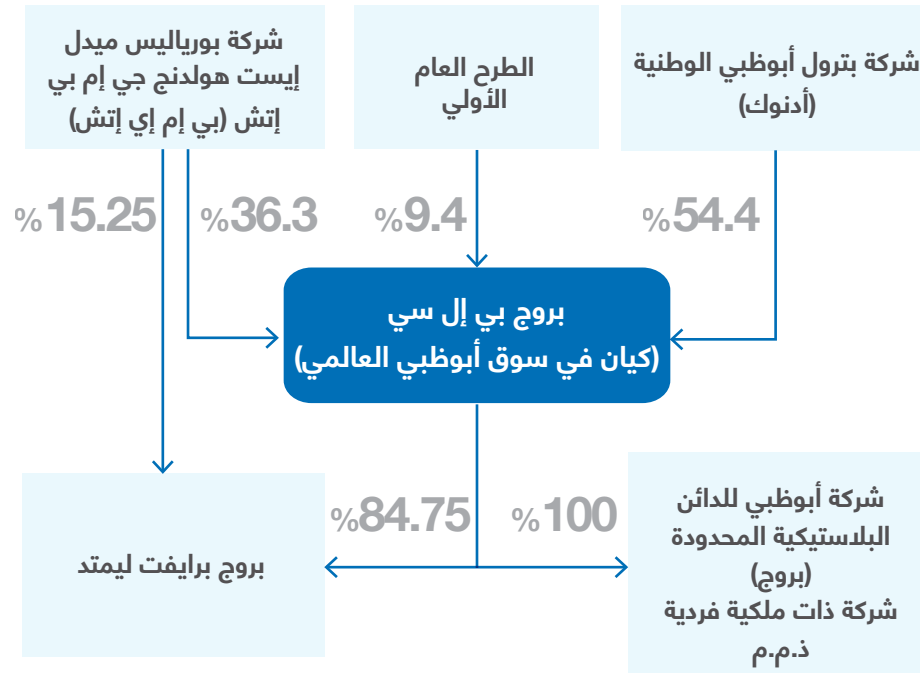 شركة بترول أبوظبي الوطنية
(أدنوك)
الطرح العام
الأولي
شركة بورياليس ميدل
إيست هولدنج جي إم بي
إتش (بي إم إي إتش)
%54.4
%9.4
%36.3
%15.25
بروج بي إل سي
(كيان في سوق أبوظبي العالمي)
%100
%84.75
شركة أبوظبي للدائن
البلاستيكية المحدودة
(بروج)
شركة ذات ملكية فردية
ذ.م.م
بروج برايفت ليمتد